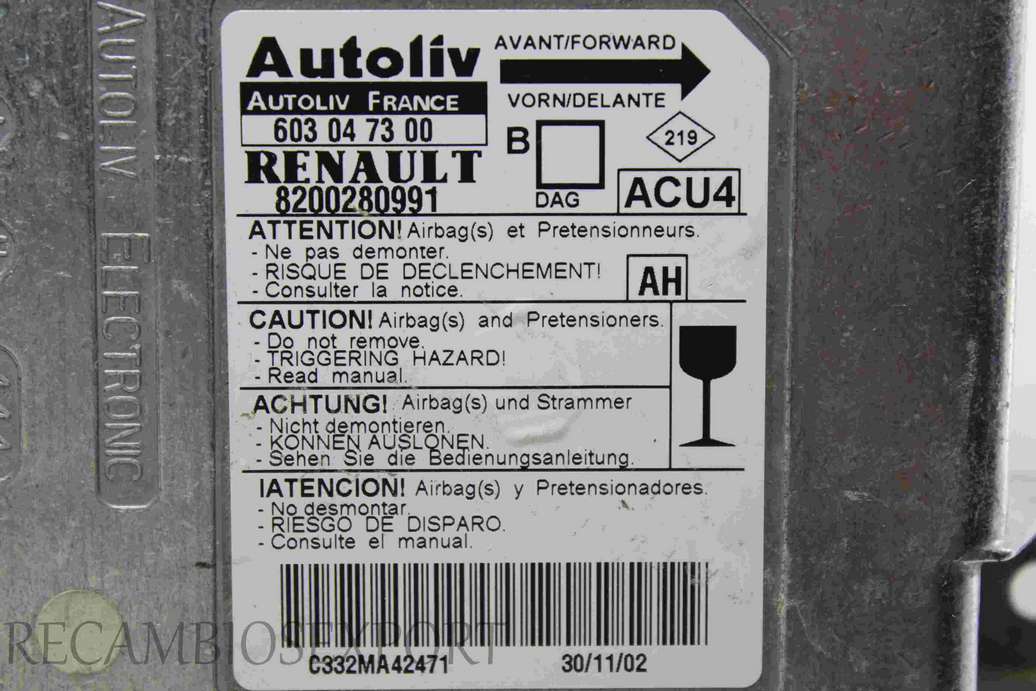 AUTOLIV - ELECTRONIC
Autoliv
AVANT/FORWARD
AUTOLIV FRANCE
VORN/DELANTE
603 04 73 00
B
219
RENAULT
8200280991
DAG
ACU4
ATTENTION! Airbag(s) et Pretensionneurs.
- Ne pas demonter.
- RISQUE DE DECLENCHEMENT!
- Consulter la notice.
AH
CAUTION! Airbag(s) and Pretensioners.
- Do not remove.
- TRIGGERING HAZARD!
- Read manual.
ACHTUNG! Airbag(s) und Strammer
- Nicht demontieren.
- KONNEN AUSLONEN.
- Sehen Sie die Bedienungsanleitung.
IATENCION! Airbag(s) y Pretensionadores.
- No desmontar.
- RIESGO DE DISPARO.
- Consulte el manual.
C332MA42471
30/11/02
RECAMBIOSEXPORT